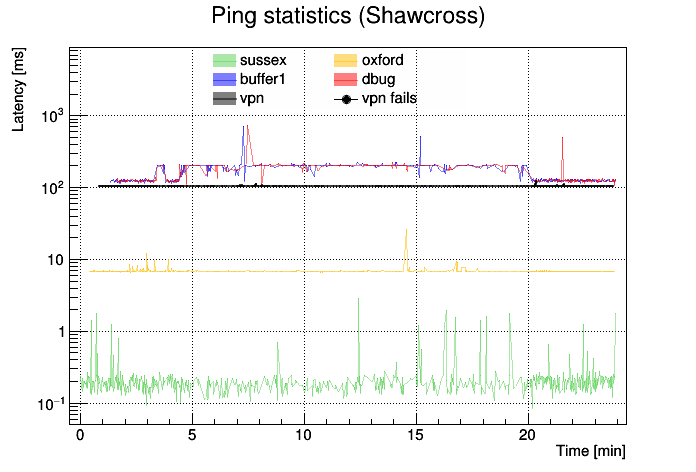 Ping statistics (Shawcross)
Latency [ms]
sussex oxford
buffer1 dbug
vpn vpn fails
10³
10²
10
1
10⁻¹
0 5 10 15 20
Time [min]